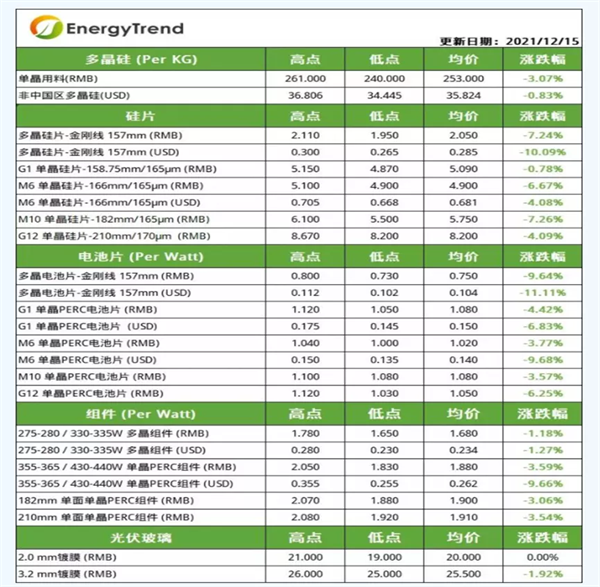 EnergyTrend
更新日期: 2021/12/15
多晶硅 (Per KG) 高点 低点 均价 涨跌幅
单晶用料(RMB) 261.000 240.000 253.000 -3.07%
非中国区多晶硅(USD) 36.806 34.445 35.824 -0.83%
硅片 高点 低点 均价 涨跌幅
多晶硅片-金刚线 157mm (RMB) 2.110 1.950 2.050 -7.24%
多晶硅片-金刚线 157mm (USD) 0.300 0.265 0.285 -10.09%
G1 单晶硅片-158.75mm/165μm (RMB) 5.150 4.870 5.090 -0.78%
M6 单晶硅片-166mm/165μm (RMB) 5.100 4.900 4.900 -6.67%
M6 单晶硅片-166mm/165μm (USD) 0.705 0.668 0.681 -4.08%
M10 单晶硅片-182mm/165μm (RMB) 6.100 5.500 5.750 -7.26%
G12 单晶硅片-210mm/170μm (RMB) 8.670 8.200 8.200 -4.09%
电池片 (Per Watt) 高点 低点 均价 涨跌幅
多晶电池片-金刚线 157mm (RMB) 0.800 0.730 0.750 -9.64%
多晶电池片-金刚线 157mm (USD) 0.112 0.102 0.104 -11.11%
G1 单晶PERC电池片 (RMB) 1.120 1.050 1.080 -4.42%
G1 单晶PERC电池片 (USD) 0.175 0.145 0.150 -6.83%
M6 单晶PERC电池片 (RMB) 1.040 1.000 1.020 -3.77%
M6 单晶PERC电池片 (USD) 0.150 0.135 0.140 -9.68%
M10 单晶PERC电池片 (RMB) 1.100 1.080 1.080 -3.57%
G12 单晶PERC电池片 (RMB) 1.120 1.030 1.050 -6.25%
组件 (Per Watt) 高点 低点 均价 涨跌幅
275-280 / 330-335W 多晶组件 (RMB) 1.780 1.650 1.680 -1.18%
275-280 / 330-335W 多晶组件 (USD) 0.280 0.230 0.234 -1.27%
355-365 / 430-440W 单晶PERC组件 (RMB) 2.050 1.830 1.880 -3.59%
355-365 / 430-440W 单晶PERC组件 (USD) 0.355 0.255 0.262 -9.66%
182mm 单面单晶PERC组件 (RMB) 2.070 1.880 1.900 -3.06%
210mm 单面单晶PERC组件 (RMB) 2.080 1.920 1.910 -3.54%
光伏玻璃 高点 低点 均价 涨跌幅
2.0 mm镀膜 (RMB) 21.000 19.000 20.000 0.00%
3.2 mm镀膜 (RMB) 26.000 25.000 25.500 -1.92%